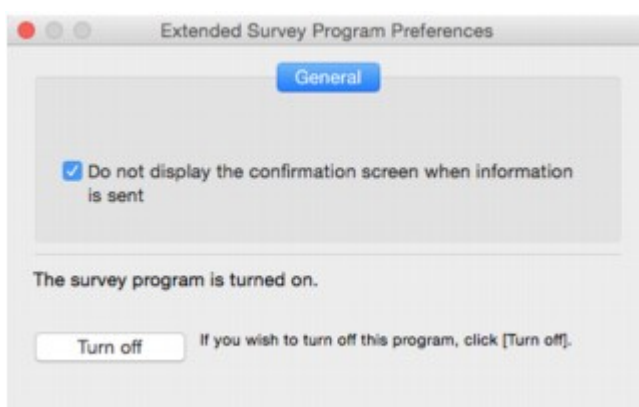 Extended Survey Program Preferences
General
Do not display the confirmation screen when information
is sent
The survey program is turned on.
Turn off
If you wish to turn off this program, click [Turn off].